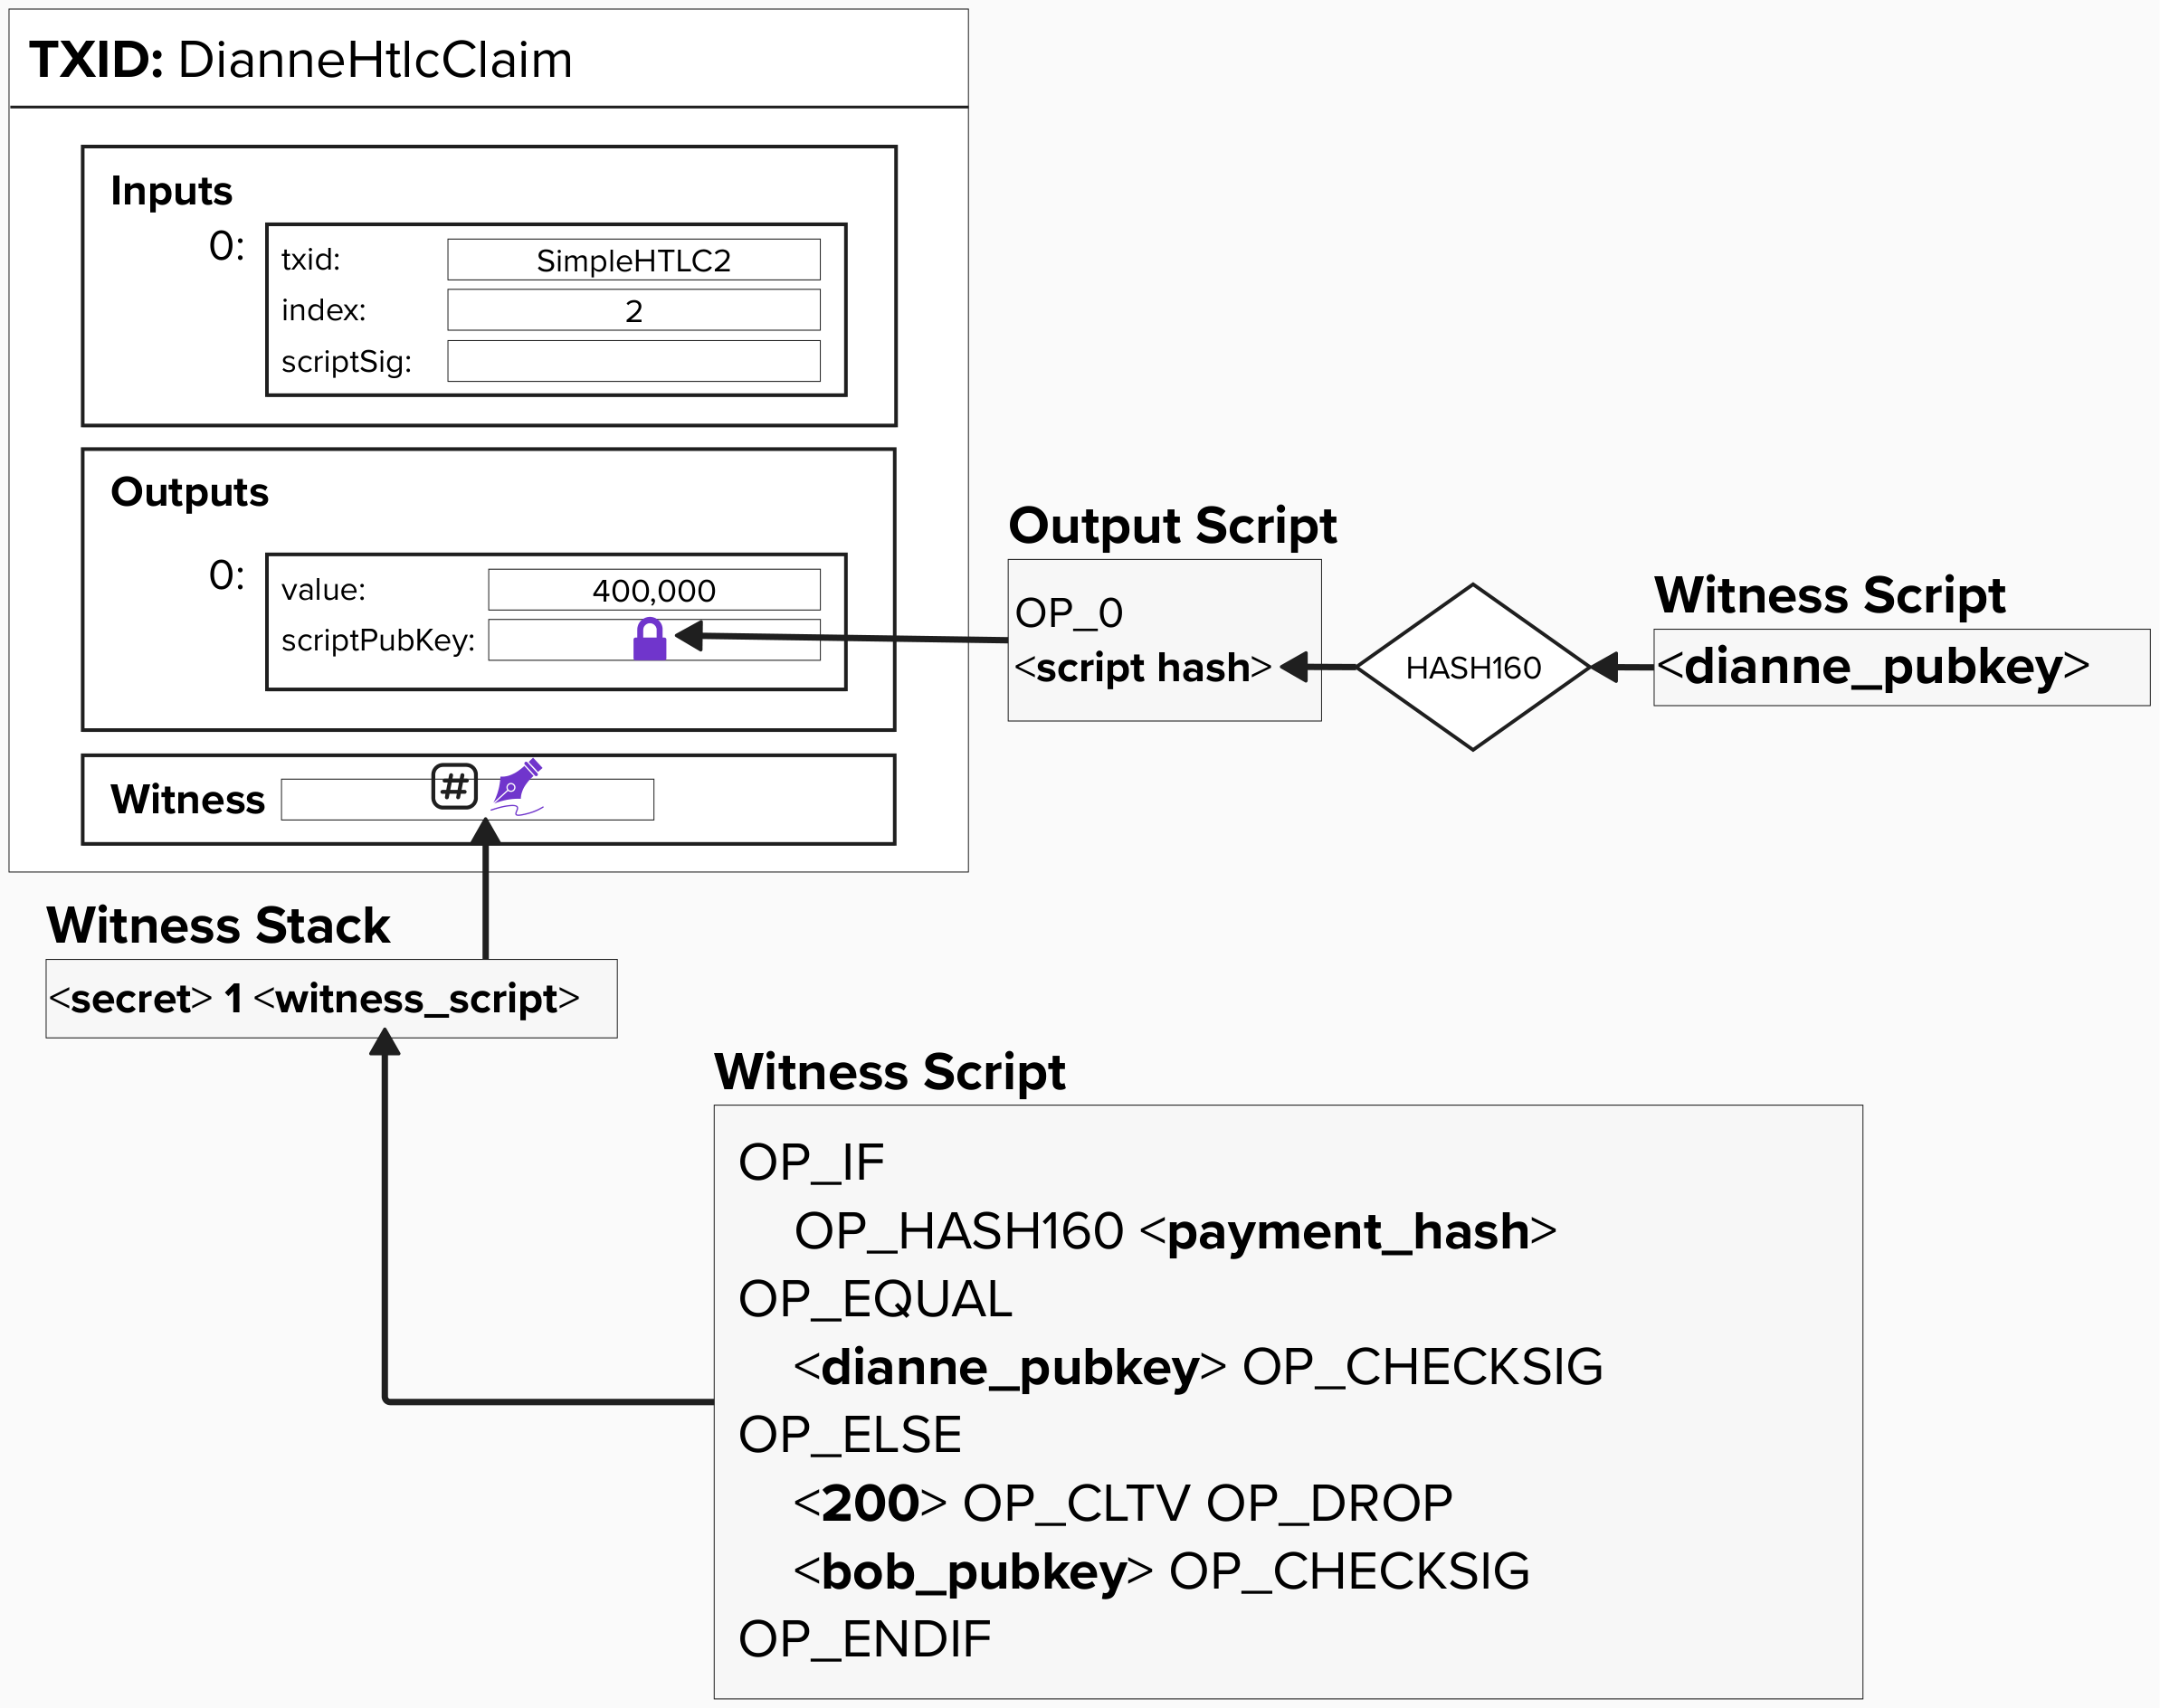 TXID: DianneHtlcClaim
Inputs
0:
txid: SimpleHTLC2
index: 2
scriptSig:
Outputs
0:
value: 400,000
scriptPubKey:
Witness #
Output Script
OP_0
<script hash>
HASH160
Witness Script
<dianne_pubkey>
Witness Stack
<secret> 1 <witness_script>
Witness Script
OP_IF
OP_HASH160 <payment_hash>
OP_EQUAL
<dianne_pubkey> OP_CHECKSIG
OP_ELSE
<200> OP_CLTV OP_DROP
<bob_pubkey> OP_CHECKSIG
OP_ENDIF